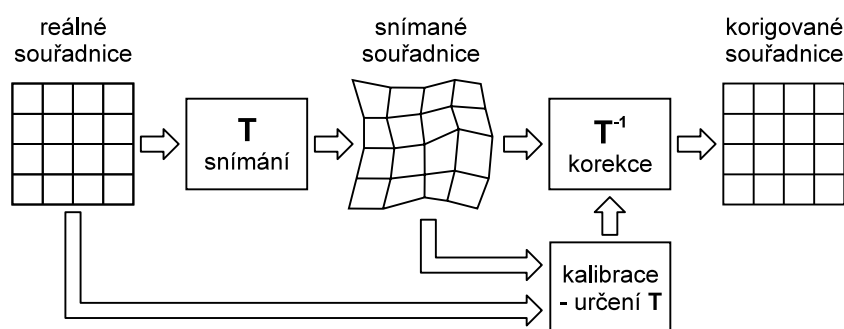 reálné
souřadnice
snímané
souřadnice
korigované
souřadnice
T
snímání
T⁻¹
korekce
kalibrace
- určení T